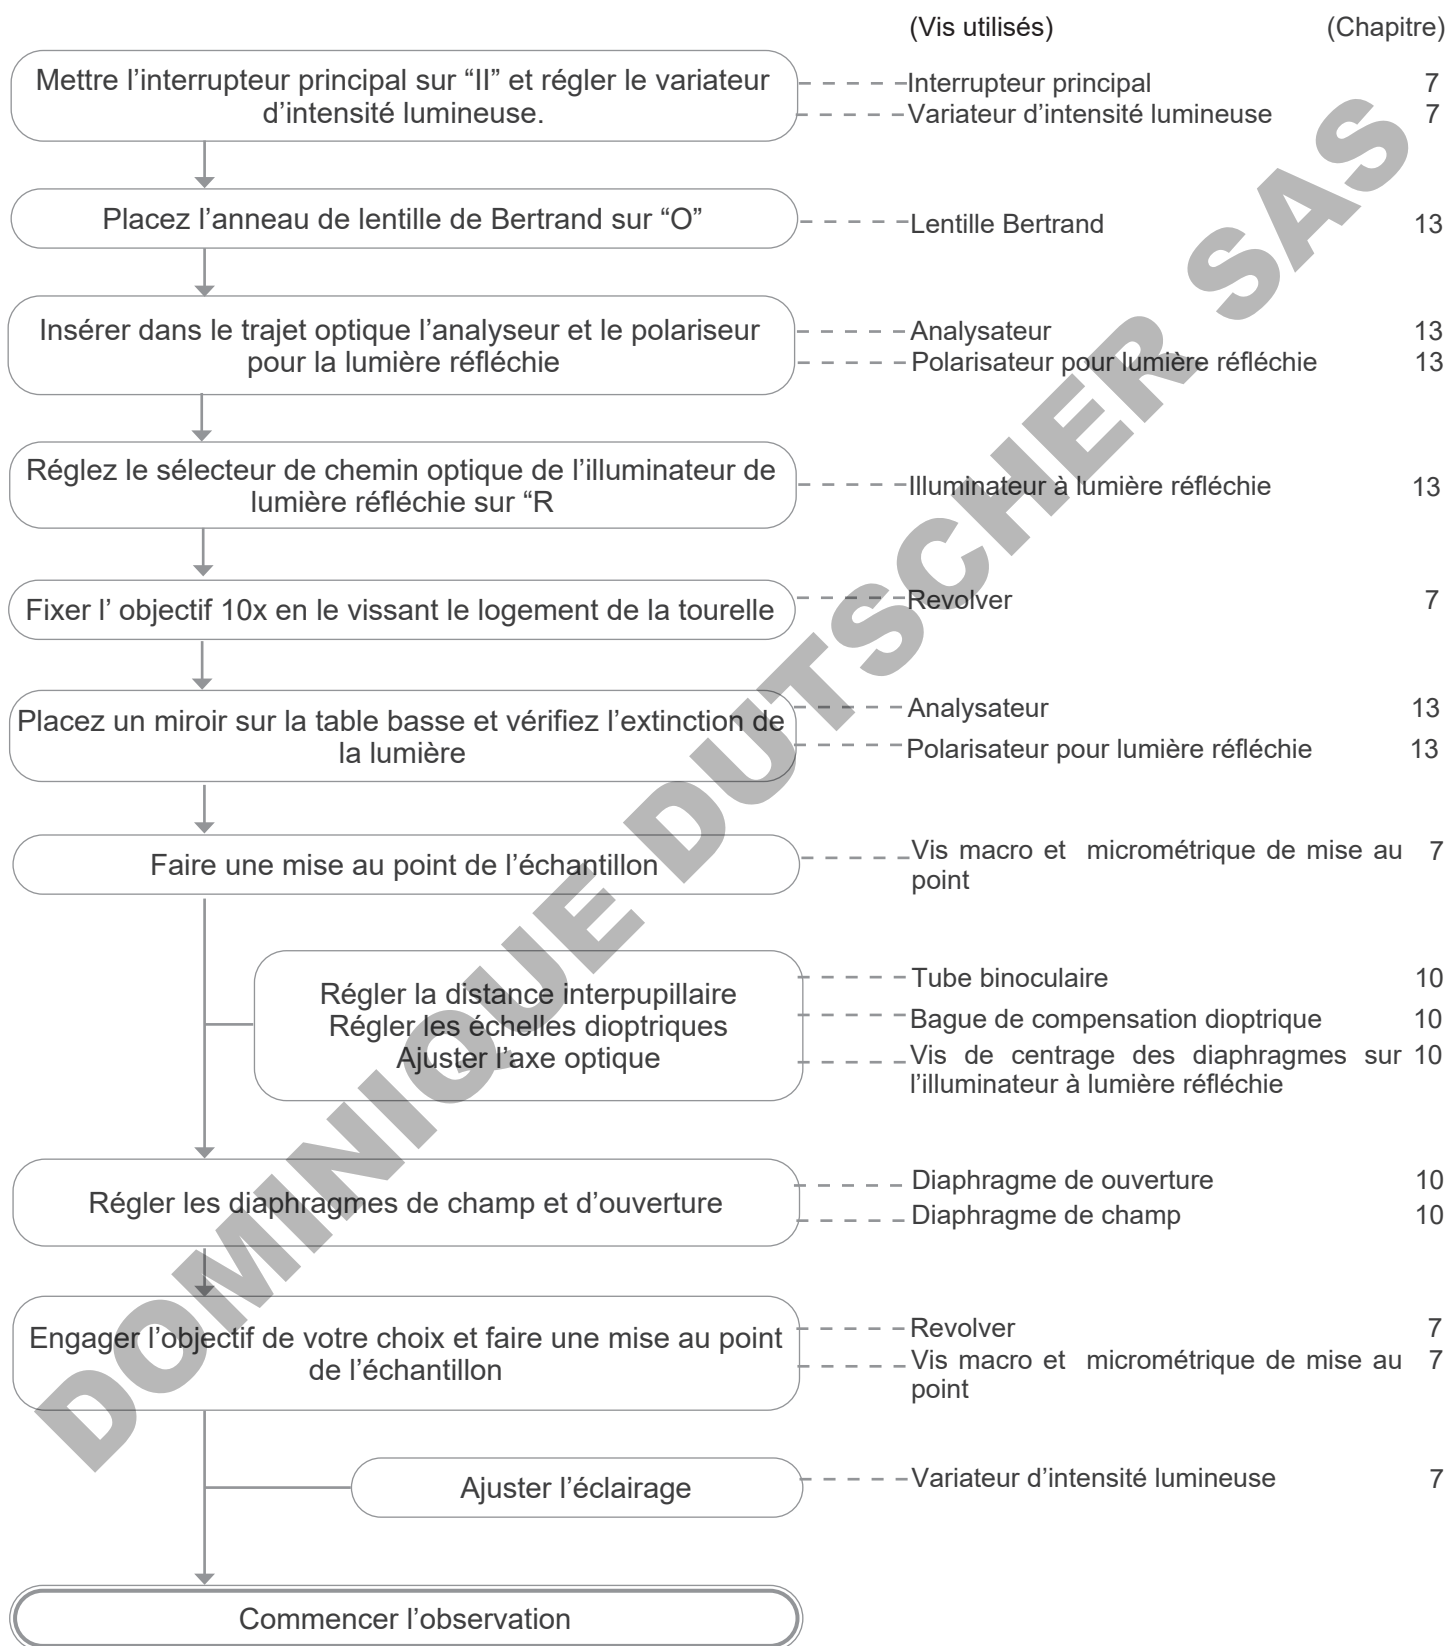 (Vis utilisés) (Chapitre)
Mettre l’interrupteur principal sur “II” et régler le variateur
d’intensité lumineuse.
Interrupteur principal 7
Variateur d’intensité lumineuse 7
Placez l’anneau de lentille de Bertrand sur “O”
Lentille Bertrand 13
Insérer dans le trajet optique l’analyseur et le polariseur
pour la lumière réfléchie
Analysateur 13
Polarisateur pour lumière réfléchie 13
Réglez le sélecteur de chemin optique de l’illuminateur de
lumière réfléchie sur “R
Illuminateur à lumière réfléchie 13
Fixer l’ objectif 10x en le vissant le logement de la tourelle
Revolver 7
Placez un miroir sur la table basse et vérifiez l’extinction de
la lumière
Analysateur 13
Polarisateur pour lumière réfléchie 13
Faire une mise au point de l’échantillon
Vis macro et micrométrique de mise au 7
point
Régler la distance interpupillaire
Régler les échelles dioptriques
Ajuster l’axe optique
Tube binoculaire 10
Bague de compensation dioptrique 10
Vis de centrage des diaphragmes sur 10
l’illuminateur à lumière réfléchie
Régler les diaphragmes de champ et d’ouverture
Diaphragme de ouverture 10
Diaphragme de champ 10
Engager l’objectif de votre choix et faire une mise au point
de l’échantillon
Revolver 7
Vis macro et micrométrique de mise au 7
point
Ajuster l’éclairage
Variateur d’intensité lumineuse 7
Commencer l’observation
DOMINIQUE DUTSCHER SAS